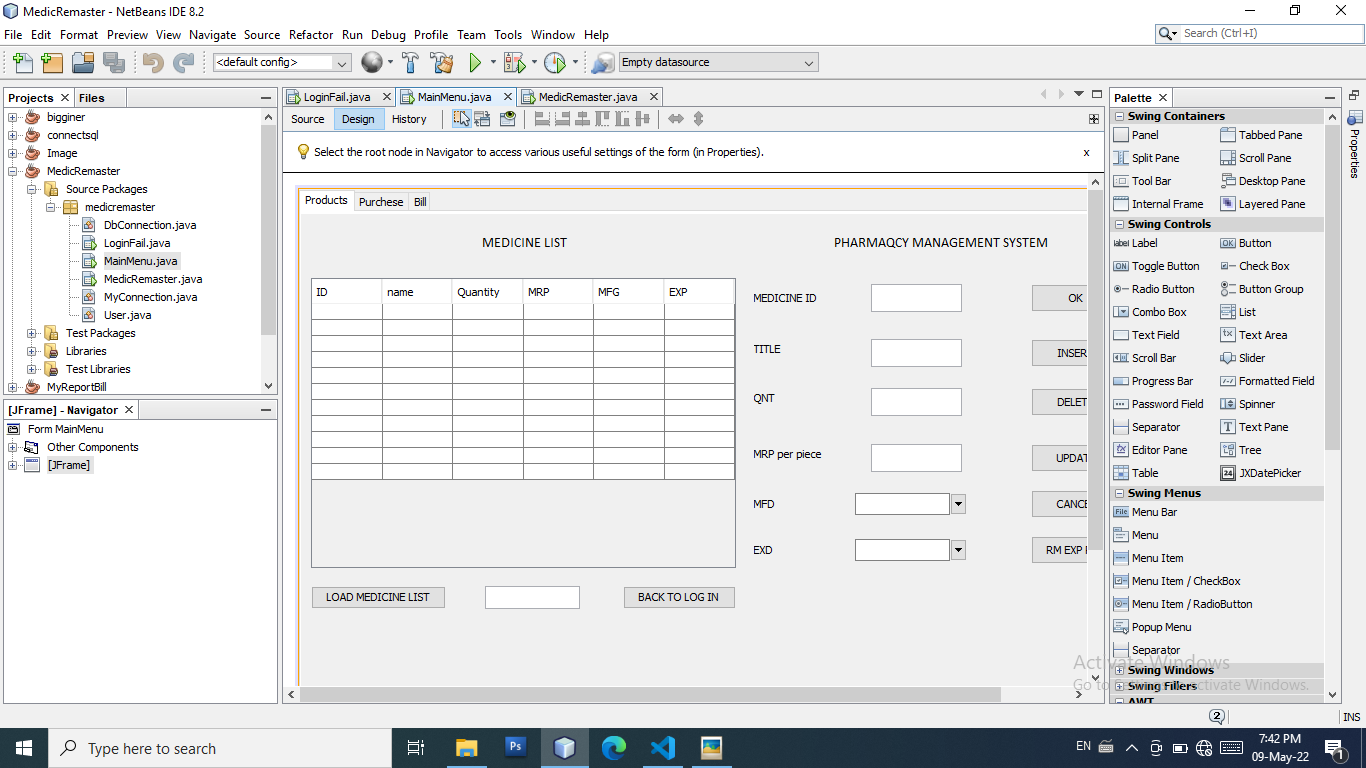 MedicRemaster - NetBeans IDE 8.2
File Edit Format Preview View Navigate Source Refactor Run Debug Profile Team Tools Window Help
Search (Ctrl+I)
<default config>
Empty datasource
Projects
Files
bigginer
connectsql
Image
MedicRemaster
Source Packages
medicremaster
DbConnection.java
LoginFail.java
MainMenu.java
MedicRemaster.java
MyConnection.java
User.java
Test Packages
Libraries
Test Libraries
MyReportBill
[JFrame] - Navigator
Form MainMenu
Other Components
[JFrame]
LoginFail.java
MainMenu.java
MedicRemaster.java
Source Design History
Select the root node in Navigator to access various useful settings of the form (in Properties).
x
Products Purchese Bill
MEDICINE LIST
PHARMAQCY MANAGEMENT SYSTEM
ID name Quantity MRP MFG EXP
MEDICINE ID
OK
TITLE
INSER
QNT
DELET
MRP per piece
UPDAT
MFD
CANCE
EXD
RM EXP
LOAD MEDICINE LIST
BACK TO LOG IN
Palette
Swing Containers
Panel Tabbed Pane
Split Pane Scroll Pane
Tool Bar Desktop Pane
Internal Frame Layered Pane
Swing Controls
label Label OK Button
ON Toggle Button Check Box
Radio Button Button Group
Combo Box List
Text Field Text Area
Scroll Bar Slider
Progress Bar Formatted Field
Password Field Spinner
Separator Text Pane
Editor Pane Tree
Table 24 JXDatePicker
Swing Menus
File Menu Bar
Menu
Menu Item
Menu Item / CheckBox
Menu Item / RadioButton
Popup Menu
Separator
Swing Windows
Swing Fillers
AWT
Properties
Activate Windows
Go to Settings to activate Windows.
2
INS
Type here to search
Ps
EN
7:42 PM
09-May-22
1